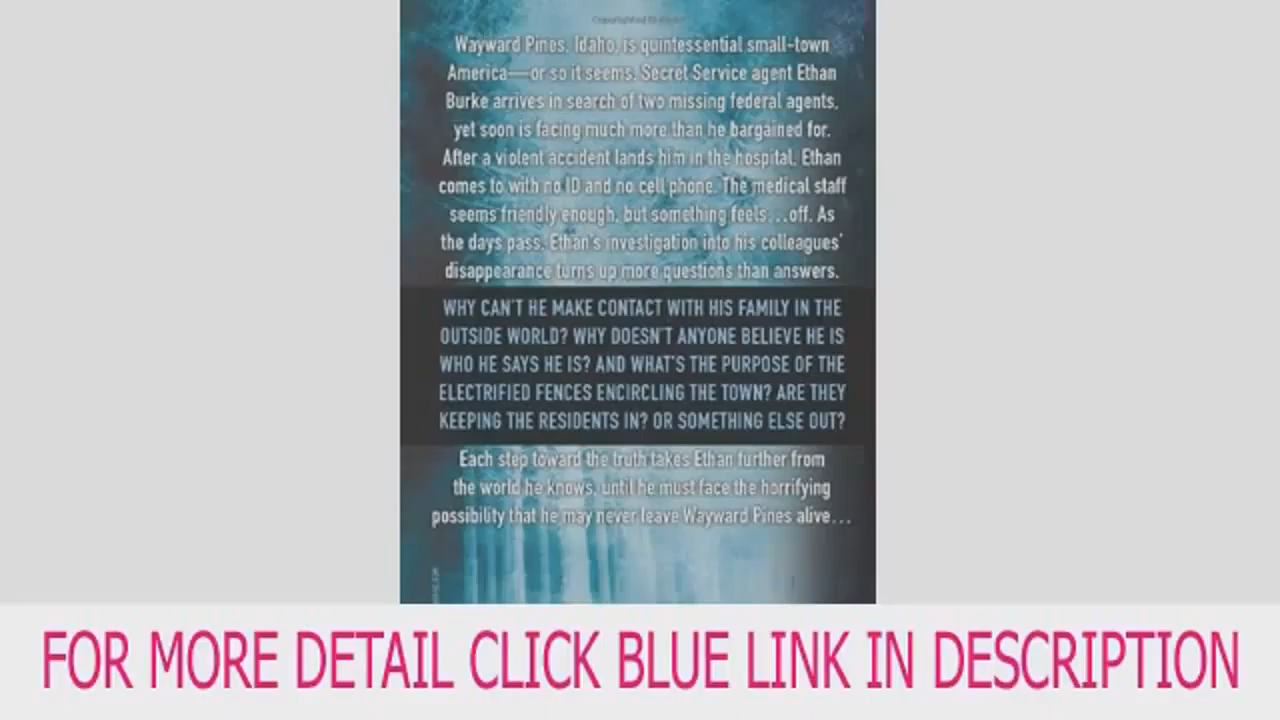 Wayward Pines, Idaho, is quintessential small-town
America—or so it seems. Secret Service agent Ethan
Burke arrives in search of two missing federal agents,
yet soon is facing much more than he bargained for.
After a violent accident lands him in the hospital, Ethan
comes to with no ID and no cell phone. The medical staff
seems friendly enough, but something feels...off. As
the days pass, Ethan's investigation into his colleagues'
disappearance turns up more questions than answers.
WHY CAN'T HE MAKE CONTACT WITH HIS FAMILY IN THE
OUTSIDE WORLD? WHY DOESN'T ANYONE BELIEVE HE IS
WHO HE SAYS HE IS? AND WHAT'S THE PURPOSE OF THE
ELECTRIFIED FENCES ENCIRCLING THE TOWN? ARE THEY
KEEPING THE RESIDENTS IN? OR SOMETHING ELSE OUT?
Each step toward the truth takes Ethan further from
the world he knows, until he must face the horrifying
possibility that he may never leave Wayward Pines alive...
FOR MORE DETAIL CLICK BLUE LINK IN DESCRIPTION